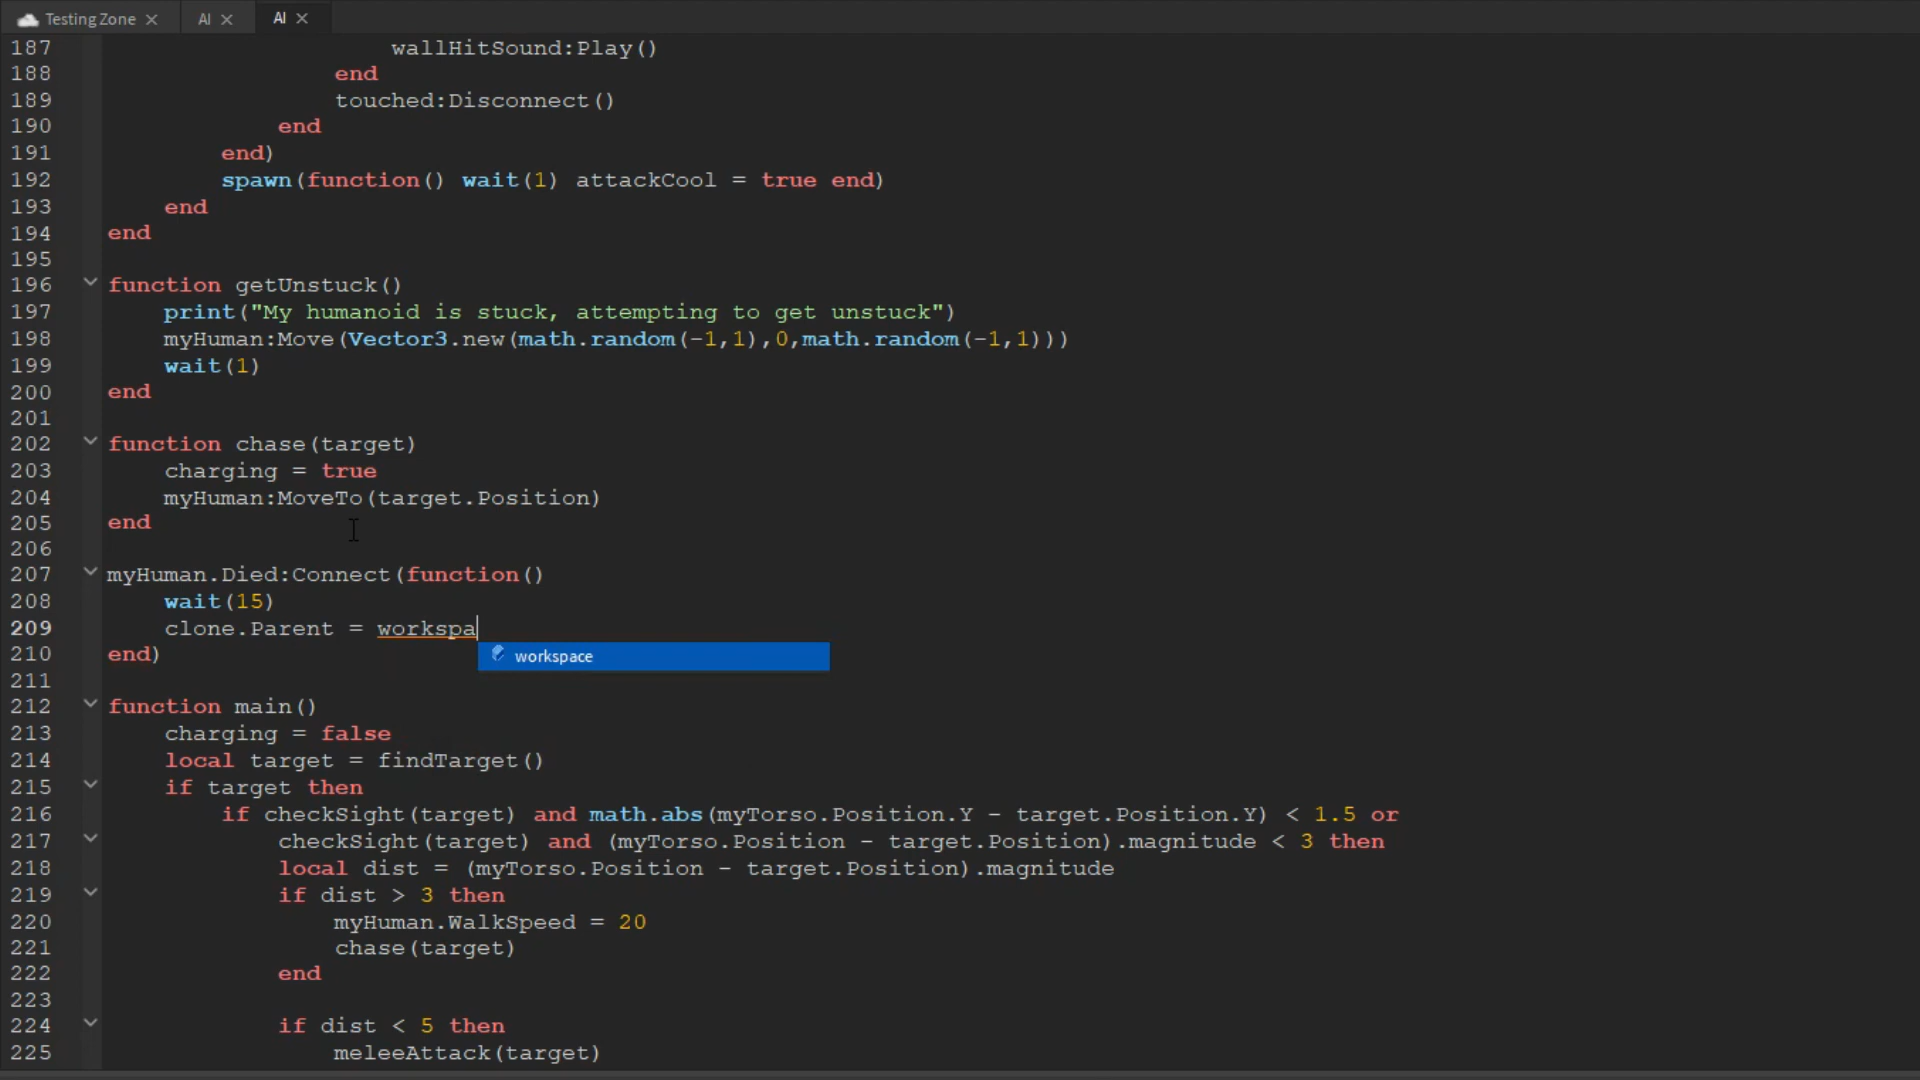 Testing Zone AI AI
187 wallHitSound:Play()
188 end
189 touched:Disconnect()
190 end
191 end)
192 spawn(function() wait(1) attackCool = true end)
193 end
194 end
195
196 function getUnstuck()
197 print("My humanoid is stuck, attempting to get unstuck")
198 myHuman:Move(Vector3.new(math.random(-1,1),0,math.random(-1,1)))
199 wait(1)
200 end
201
202 function chase(target)
203 charging = true
204 myHuman:MoveTo(target.Position)
205 end
206
207 myHuman.Died:Connect(function()
208 wait(15)
209 clone.Parent = workspa
workspace
210 end)
211
212 function main()
213 charging = false
214 local target = findTarget()
215 if target then
216 if checkSight(target) and math.abs(myTorso.Position.Y - target.Position.Y) < 1.5 or
217 checkSight(target) and (myTorso.Position - target.Position).magnitude < 3 then
218 local dist = (myTorso.Position - target.Position).magnitude
219 if dist > 3 then
220 myHuman.WalkSpeed = 20
221 chase(target)
222 end
223
224 if dist < 5 then
225 meleeAttack(target)